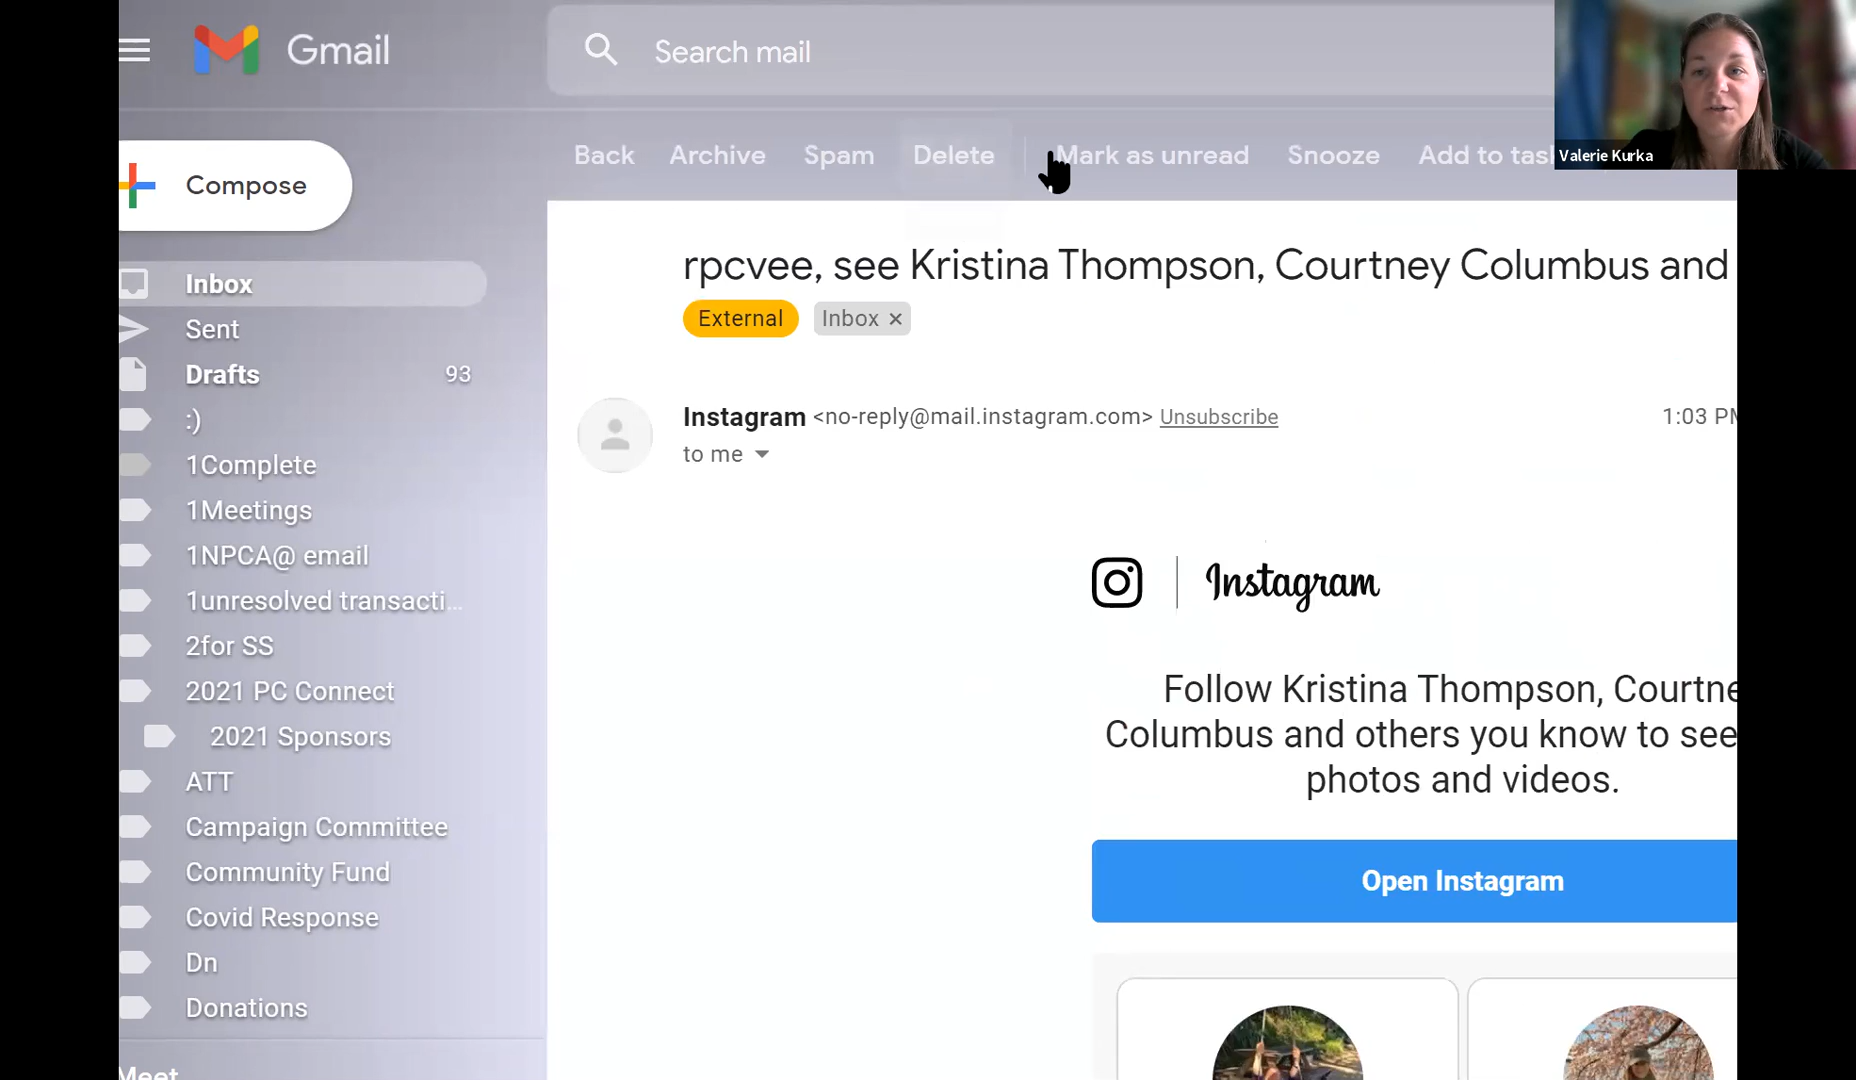 Gmail
Search mail
Valerie Kurka
Back Archive Spam Delete Mark as unread Snooze Add to task
Compose
rpcvee, see Kristina Thompson, Courtney Columbus and
External Inbox ×
Inbox
Sent
Drafts 93
:)
1Complete
1Meetings
1NPCA@ email
1unresolved transacti...
2for SS
2021 PC Connect
2021 Sponsors
ATT
Campaign Committee
Community Fund
Covid Response
Dn
Donations
Meet
Instagram <no-reply@mail.instagram.com> Unsubscribe 1:03 PM
to me
Instagram
Follow Kristina Thompson, Courtne
Columbus and others you know to see
photos and videos.
Open Instagram